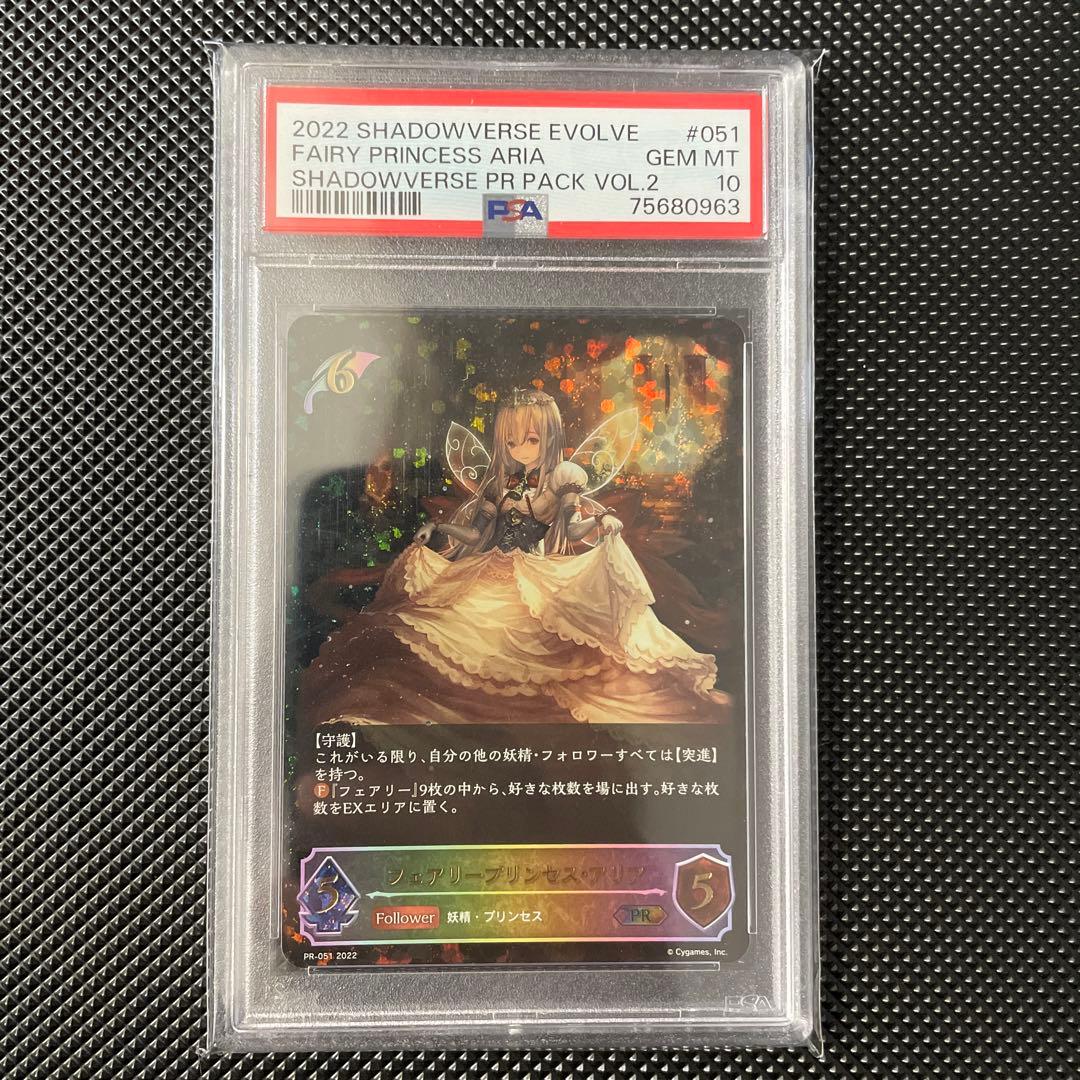 2022 SHADOWVERSE EVOLVE #051
FAIRY PRINCESS ARIA GEM MT
SHADOWVERSE PR PACK VOL.2 10
PSA 75680963
6
【守護】
これがいる限り、自分の他の妖精・フォロワーすべては【突進】
を持つ。
F『フェアリー』9枚の中から、好きな枚数を場に出す。好きな枚
数をEXエリアに置く。
フェアリープリンセス・アリア
5 5
Follower 妖精・プリンセス PR
PR-051 2022 © Cygames, Inc.
PSA